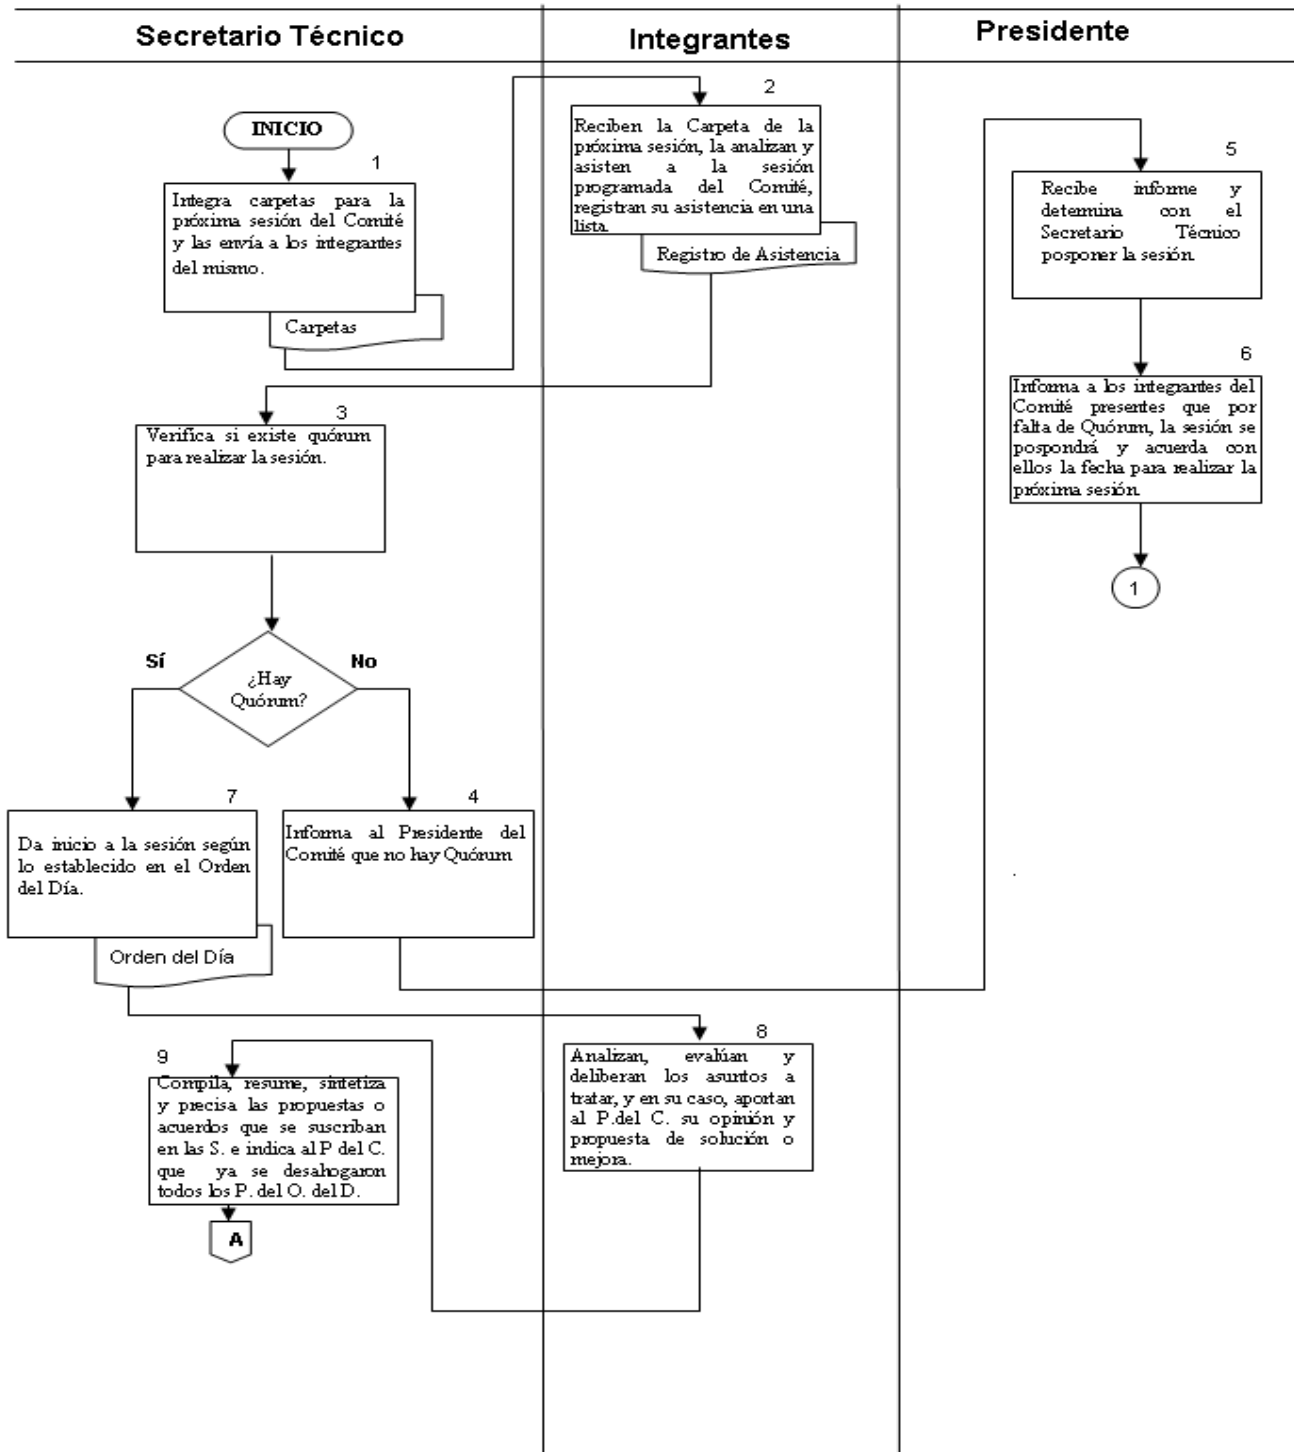 Secretario Técnico
Integrantes
Presidente
INICIO
1
Integra carpetas para la
próxima sesión del Comité
y las envía a los integrantes
del mismo.
Carpetas
2
Reciben la Carpeta de la
próxima sesión, la analizan y
asisten a la sesión
programada del Comité,
registran su asistencia en una
lista.
Registro de Asistencia
3
Verifica si existe quórum
para realizar la sesión.
¿Hay
Quórum?
Sí
No
4
Informa al Presidente del
Comité que no hay Quórum
5
Recibe informe y
determina con el
Secretario Técnico
posponer la sesión.
6
Informa a los integrantes del
Comité presentes que por
falta de Quórum, la sesión se
pospondrá y acuerda con
ellos la fecha para realizar la
próxima sesión.
1
7
Da inicio a la sesión según
lo establecido en el Orden
del Día.
Orden del Día
8
Analizan, evalúan y
deliberan los asuntos a
tratar, y en su caso, aportan
al P.del C. su opinión y
propuesta de solución o
mejora.
9
Compila, resume, sintetiza
y precisa las propuestas o
acuerdos que se suscriban
en las S. e indica al P del C.
que ya se desahogaron
todos los P. del O. del D.
A